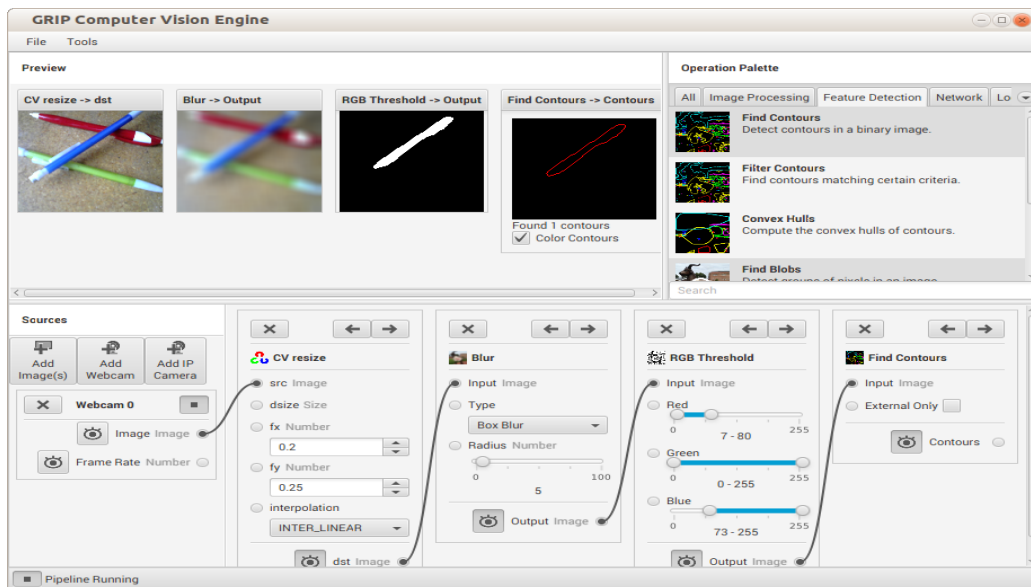 GRIP Computer Vision Engine
File Tools
Preview
CV resize -> dst
Blur -> Output
RGB Threshold -> Output
Find Contours -> Contours
Found 1 contours
Color Contours
Operation Palette
All Image Processing Feature Detection Network Lo
Find Contours
Detect contours in a binary image.
Filter Contours
Find contours matching certain criteria.
Convex Hulls
Compute the convex hulls of contours.
Find Blobs
Detect groups of pixels in an image.
Search
Sources
Add Image(s)
Add Webcam
Add IP Camera
Webcam 0
Image Image
Frame Rate Number
CV resize
src Image
dsize Size
fx Number
0.2
fy Number
0.25
interpolation
INTER_LINEAR
dst Image
Blur
Input Image
Type
Box Blur
Radius Number
0 100
5
Output Image
RGB Threshold
Input Image
Red
0 255
7 - 80
Green
0 255
0 - 255
Blue
0 255
73 - 255
Output Image
Find Contours
Input Image
External Only
Contours
Pipeline Running